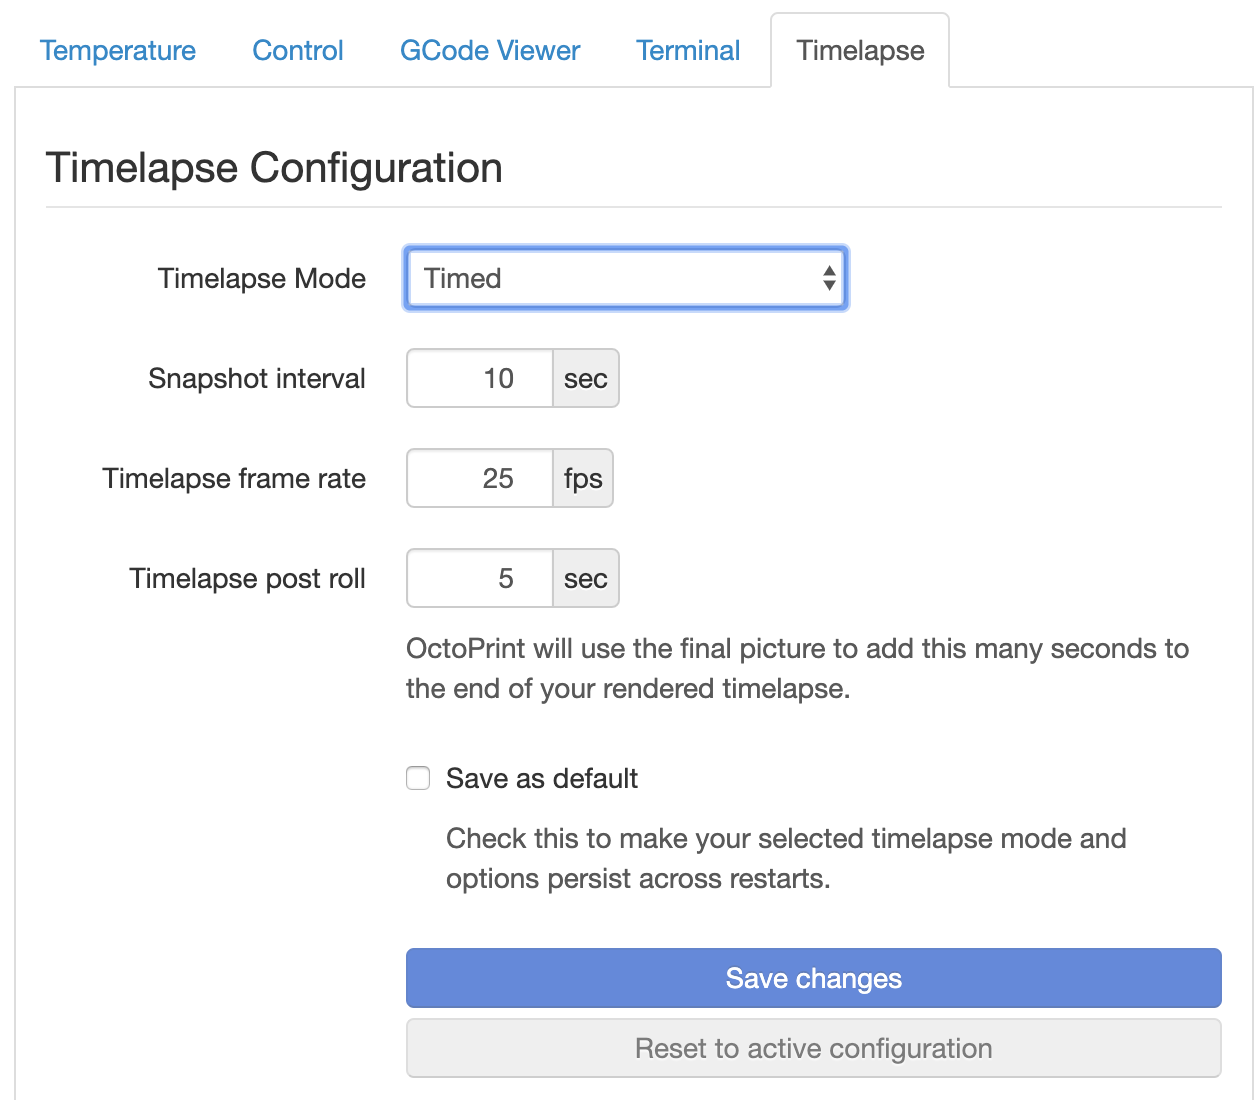 Temperature Control GCode Viewer Terminal Timelapse
Timelapse Configuration
Timelapse Mode Timed
Snapshot interval 10 sec
Timelapse frame rate 25 fps
Timelapse post roll 5 sec
OctoPrint will use the final picture to add this many seconds to
the end of your rendered timelapse.
Save as default
Check this to make your selected timelapse mode and
options persist across restarts.
Save changes
Reset to active configuration